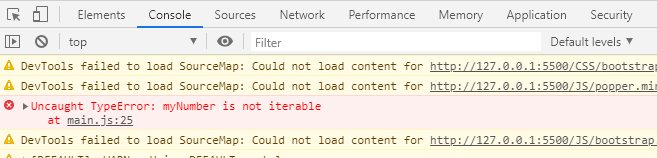 Elements Console Sources Network Performance Memory Application Security
top Filter Default levels
DevTools failed to load SourceMap: Could not load content for http://127.0.0.1:5500/CSS/bootstrap
DevTools failed to load SourceMap: Could not load content for http://127.0.0.1:5500/JS/popper.mi
Uncaught TypeError: myNumber is not iterable
at main.js:25
DevTools failed to load SourceMap: Could not load content for http://127.0.0.1:5500/JS/bootstrap